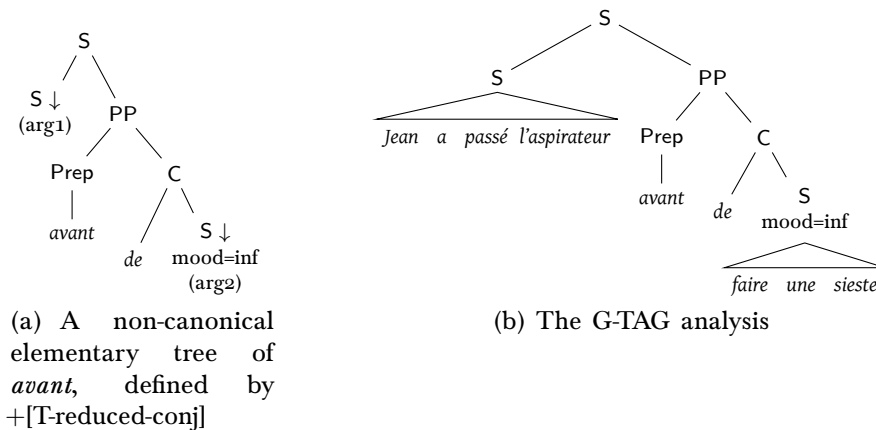 S
S ↓
(arg1)
PP
Prep
C
avant
de
S ↓
mood=inf
(arg2)
(a) A non-canonical
elementary tree of
avant, defined by
+[T-reduced-conj]
S
S
PP
Jean a passé l'aspirateur
Prep
C
avant
de
S
mood=inf
faire une sieste
(b) The G-TAG analysis